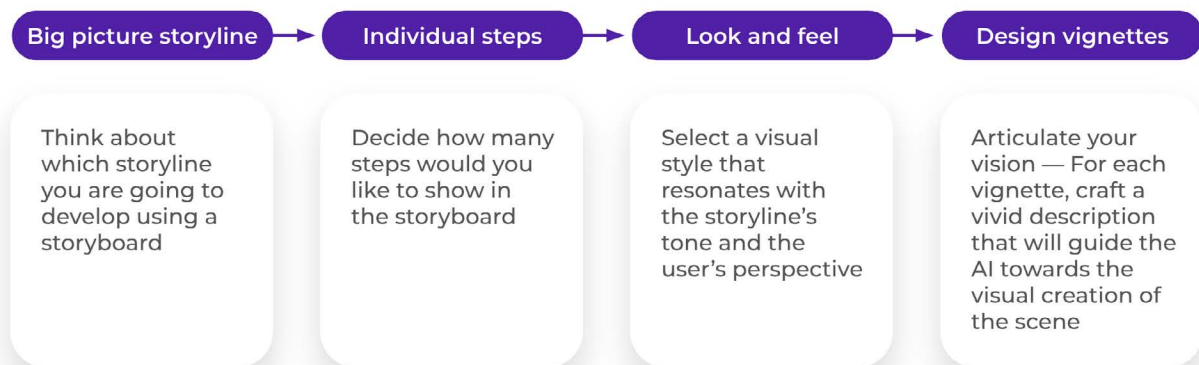 Big picture storyline
Individual steps
Look and feel
Design vignettes
Think about
which storyline
you are going to
develop using a
storyboard
Decide how many
steps would you
like to show in
the storyboard
Select a visual
style that
resonates with
the storyline’s
tone and the
user’s perspective
Articulate your
vision — For each
vignette, craft a
vivid description
that will guide the
AI towards the
visual creation of
the scene